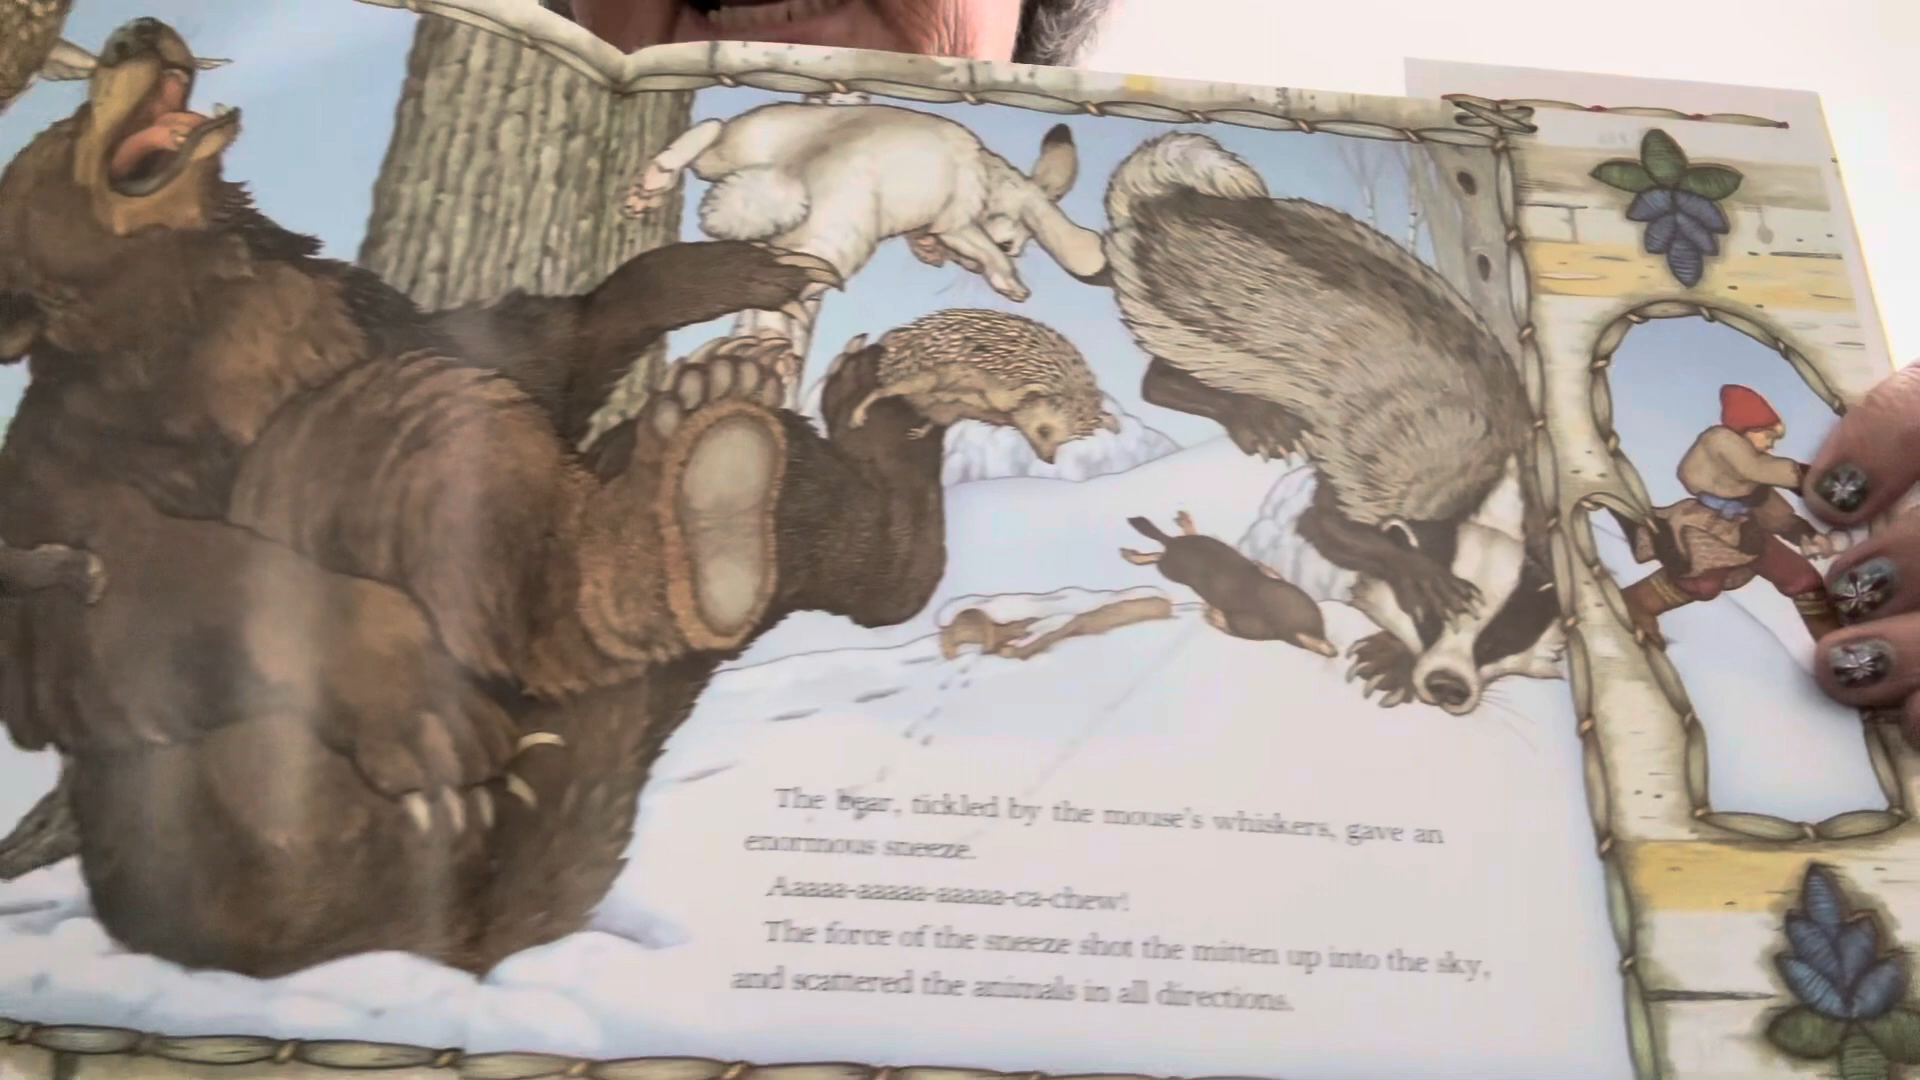 The bear, tickled by the mouse's whiskers, gave an
enormous sneeze.
Aaaaa-aaaaa-aaaaa-ca-chew!
The force of the sneeze shot the mitten up into the sky,
and scattered the animals in all directions.